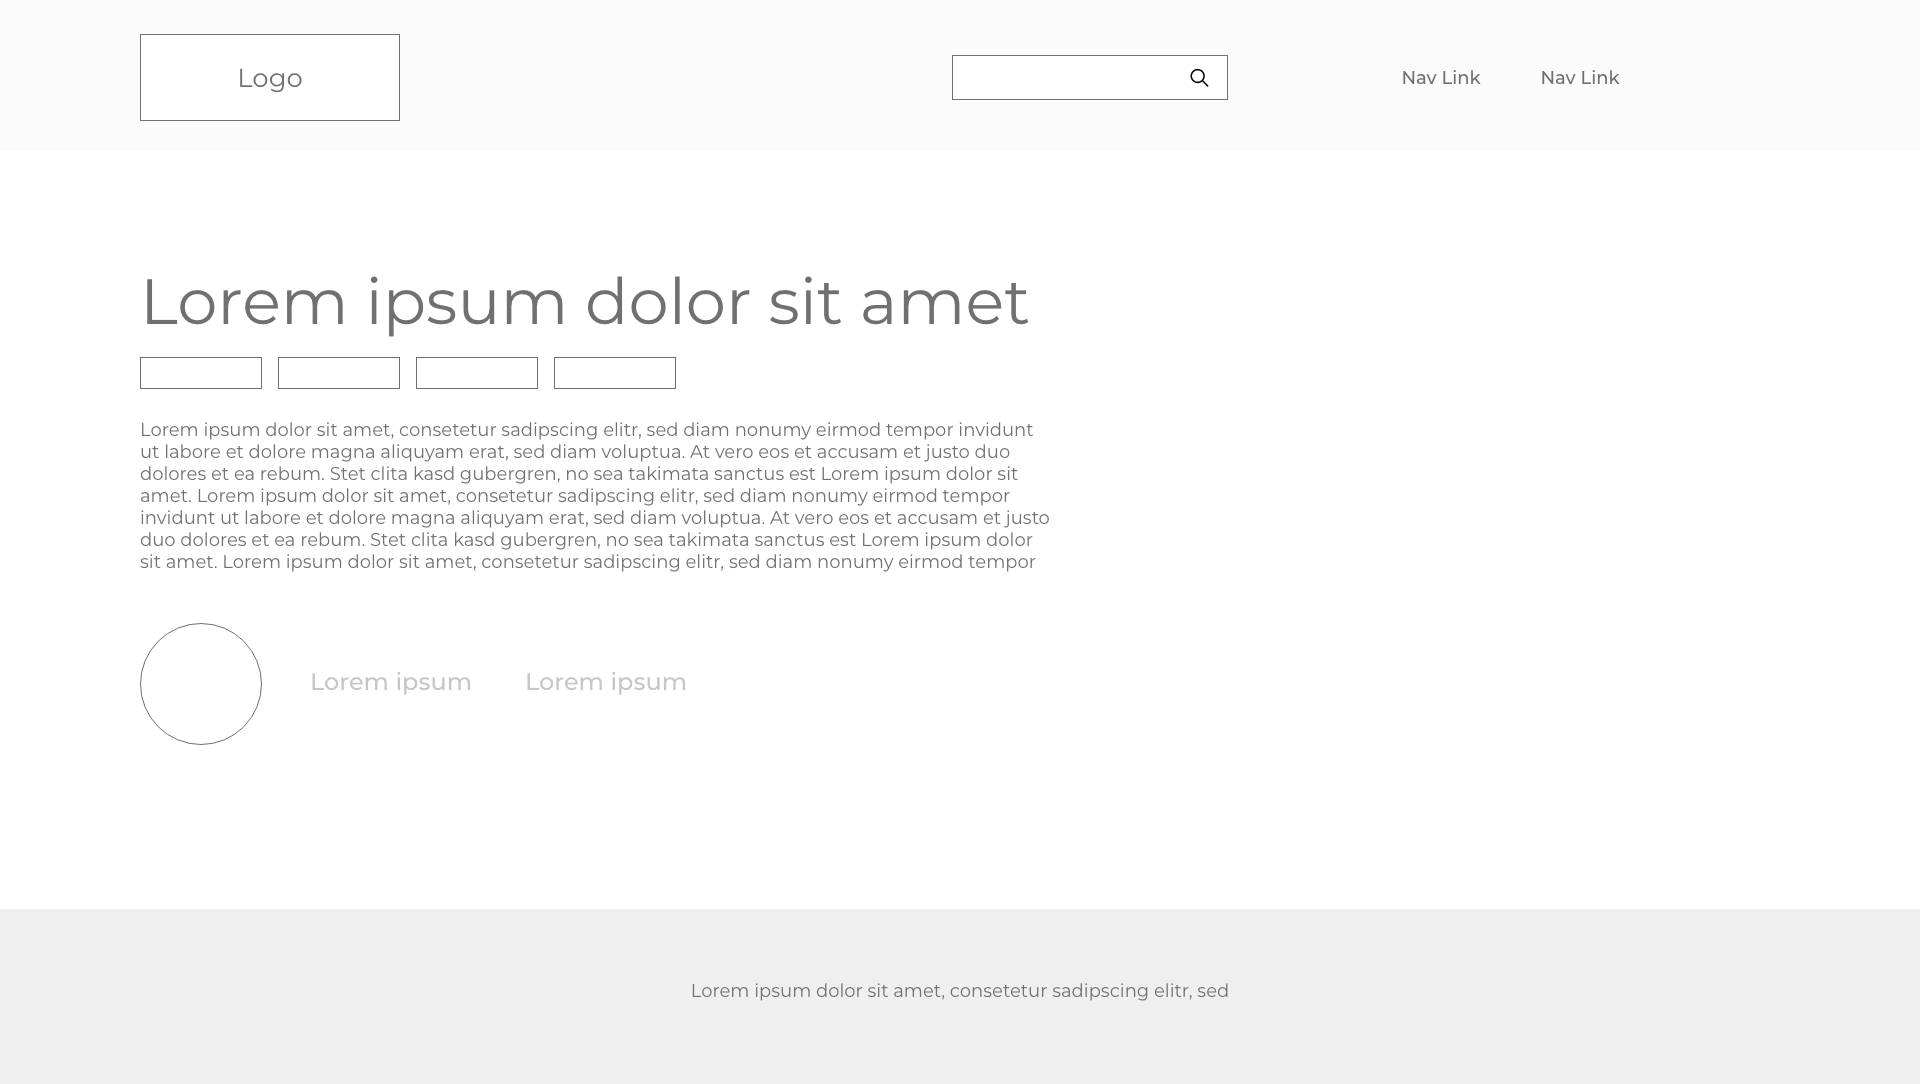 Logo
Nav Link
Nav Link
Lorem ipsum dolor sit amet
Lorem ipsum dolor sit amet, consetetur sadipscing elitr, sed diam nonumy eirmod tempor invidunt
ut labore et dolore magna aliquyam erat, sed diam voluptua. At vero eos et accusam et justo duo
dolores et ea rebum. Stet clita kasd gubergren, no sea takimata sanctus est Lorem ipsum dolor sit
amet. Lorem ipsum dolor sit amet, consetetur sadipscing elitr, sed diam nonumy eirmod tempor
invidunt ut labore et dolore magna aliquyam erat, sed diam voluptua. At vero eos et accusam et justo
duo dolores et ea rebum. Stet clita kasd gubergren, no sea takimata sanctus est Lorem ipsum dolor
sit amet. Lorem ipsum dolor sit amet, consetetur sadipscing elitr, sed diam nonumy eirmod tempor
Lorem ipsum
Lorem ipsum
Lorem ipsum dolor sit amet, consetetur sadipscing elitr, sed